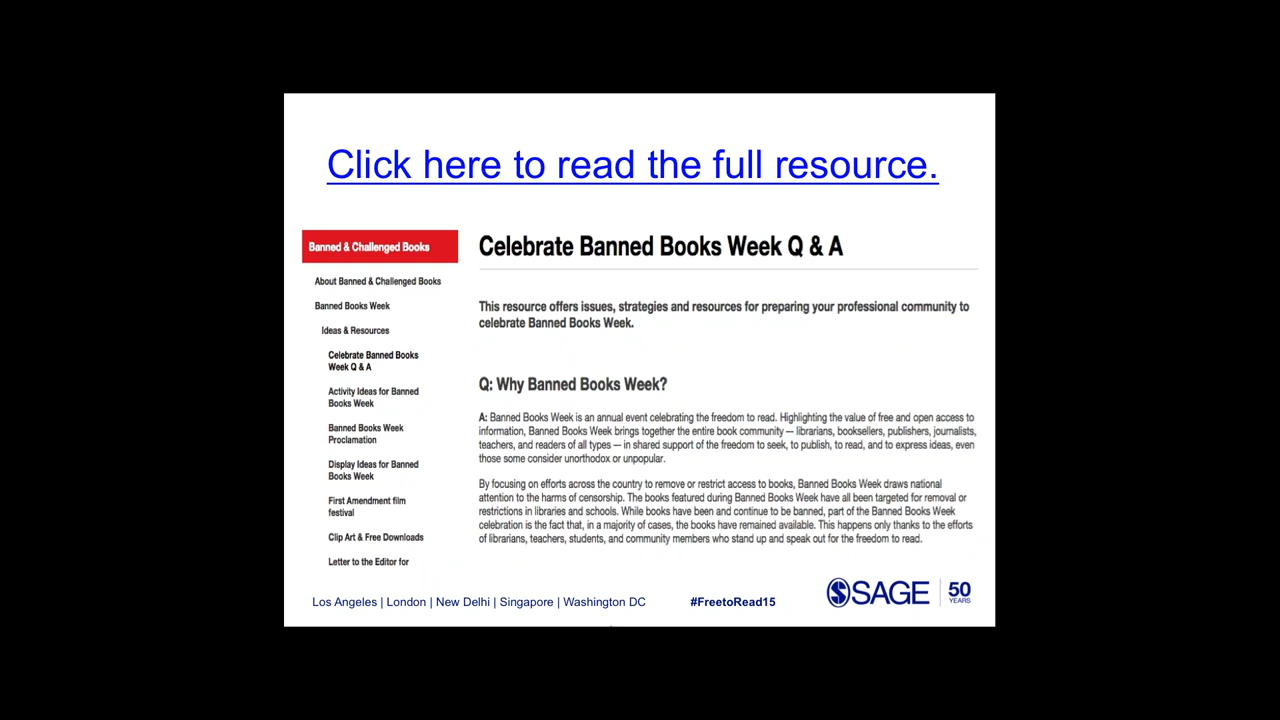 Click here to read the full resource.
Banned & Challenged Books
About Banned & Challenged Books
Banned Books Week
Ideas & Resources
Celebrate Banned Books
Week Q & A
Activity Ideas for Banned
Books Week
Banned Books Week
Proclamation
Display Ideas for Banned
Books Week
First Amendment film
festival
Clip Art & Free Downloads
Letter to the Editor for
Celebrate Banned Books Week Q & A
This resource offers issues, strategies and resources for preparing your professional community to
celebrate Banned Books Week.
Q: Why Banned Books Week?
A: Banned Books Week is an annual event celebrating the freedom to read. Highlighting the value of free and open access to
information, Banned Books Week brings together the entire book community — librarians, booksellers, publishers, journalists,
teachers, and readers of all types — in shared support of the freedom to seek, to publish, to read, and to express ideas, even
those some consider unorthodox or unpopular.
By focusing on efforts across the country to remove or restrict access to books, Banned Books Week draws national
attention to the harms of censorship. The books featured during Banned Books Week have all been targeted for removal or
restrictions in libraries and schools. While books have been and continue to be banned, part of the Banned Books Week
celebration is the fact that, in a majority of cases, the books have remained available. This happens only thanks to the efforts
of librarians, teachers, students, and community members who stand up and speak out for the freedom to read.
Los Angeles | London | New Delhi | Singapore | Washington DC
#FreetoRead15
SAGE
50
YEARS